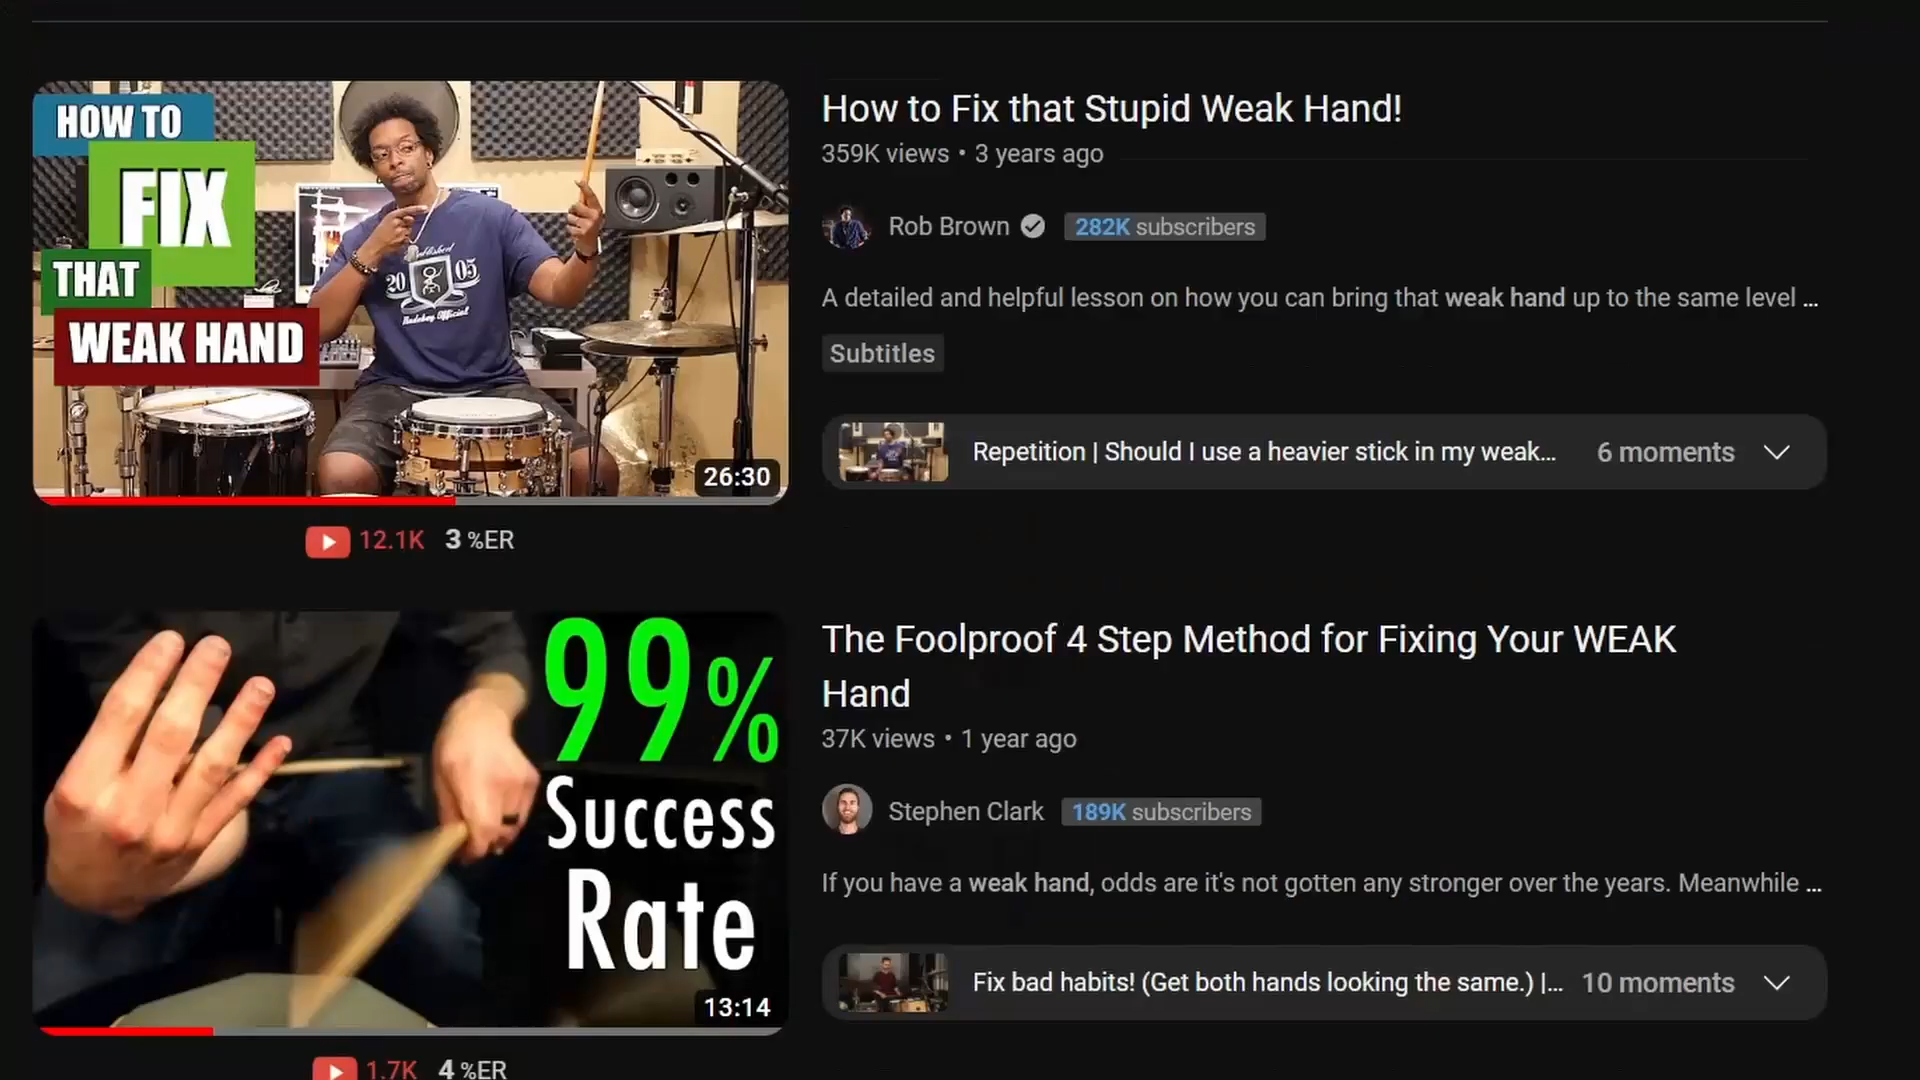 HOW TO
FIX
THAT
WEAK HAND
20 05
26:30
12.1K 3 %ER
How to Fix that Stupid Weak Hand!
359K views • 3 years ago
Rob Brown 282K subscribers
A detailed and helpful lesson on how you can bring that weak hand up to the same level ...
Subtitles
Repetition | Should I use a heavier stick in my weak... 6 moments
99%
Success
Rate
13:14
1.7K 4 %ER
The Foolproof 4 Step Method for Fixing Your WEAK
Hand
37K views • 1 year ago
Stephen Clark 189K subscribers
If you have a weak hand, odds are it's not gotten any stronger over the years. Meanwhile ...
Fix bad habits! (Get both hands looking the same.) |... 10 moments